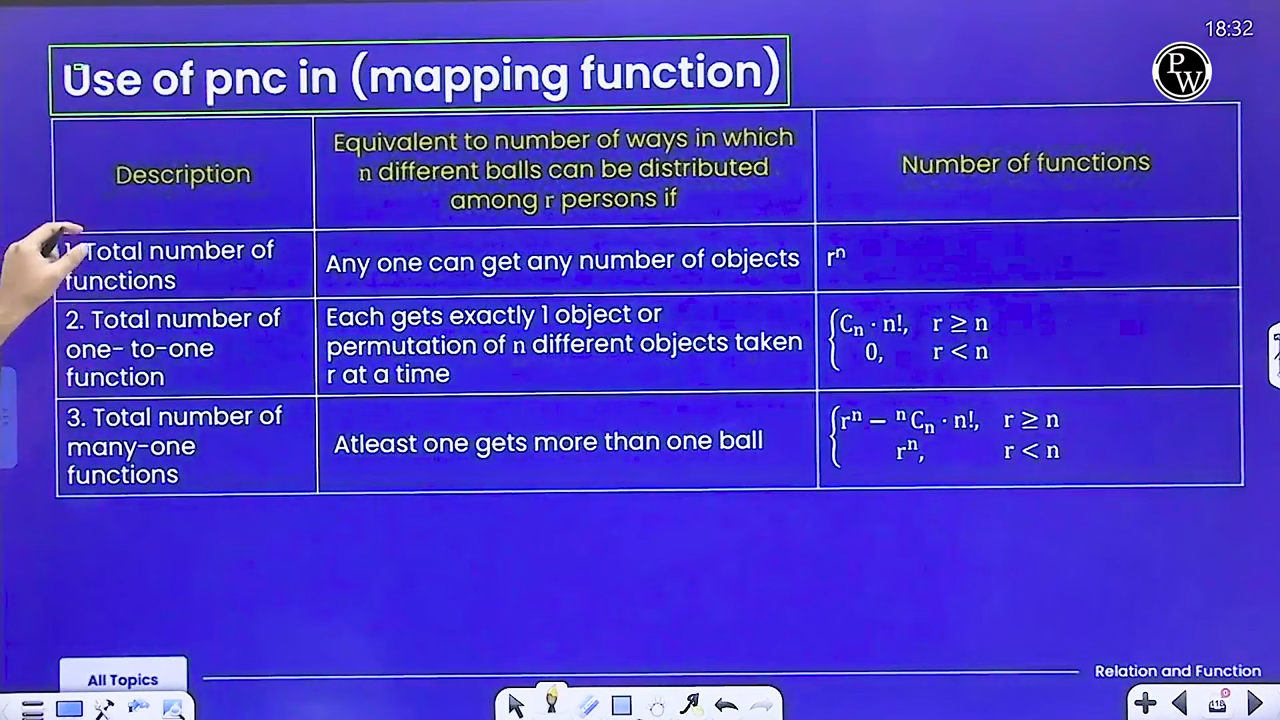 18:32
Use of pnc in (mapping function)
PW
Description
Equivalent to number of ways in which
n different balls can be distributed
among r persons if
Number of functions
1. Total number of
functions
Any one can get any number of objects
rⁿ
2. Total number of
one- to-one
function
Each gets exactly 1 object or
permutation of n different objects taken
r at a time
{Cₙ · n!, r ≥ n
0, r < n
3. Total number of
many-one
functions
Atleast one gets more than one ball
{rⁿ − ⁿCₙ · n!, r ≥ n
rⁿ, r < n
All Topics
Relation and Function
418